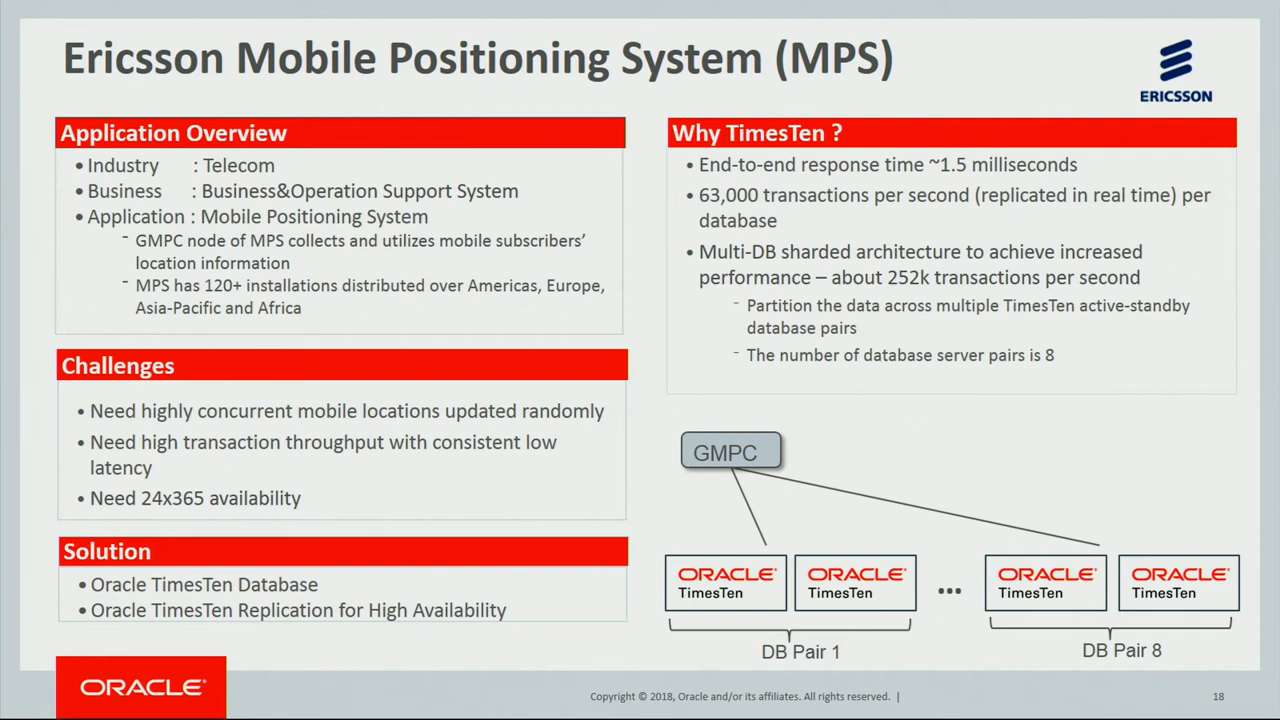 Ericsson Mobile Positioning System (MPS)
ERICSSON
Application Overview
• Industry : Telecom
• Business : Business&Operation Support System
• Application : Mobile Positioning System
- GMPC node of MPS collects and utilizes mobile subscribers’
location information
- MPS has 120+ installations distributed over Americas, Europe,
Asia-Pacific and Africa
Challenges
• Need highly concurrent mobile locations updated randomly
• Need high transaction throughput with consistent low
latency
• Need 24x365 availability
Solution
• Oracle TimesTen Database
• Oracle TimesTen Replication for High Availability
Why TimesTen ?
• End-to-end response time ~1.5 milliseconds
• 63,000 transactions per second (replicated in real time) per
database
• Multi-DB sharded architecture to achieve increased
performance – about 252k transactions per second
- Partition the data across multiple TimesTen active-standby
database pairs
- The number of database server pairs is 8
GMPC
ORACLE®
TimesTen
ORACLE®
TimesTen
...
ORACLE®
TimesTen
ORACLE®
TimesTen
DB Pair 1
DB Pair 8
ORACLE®
Copyright © 2018, Oracle and/or its affiliates. All rights reserved. |
18